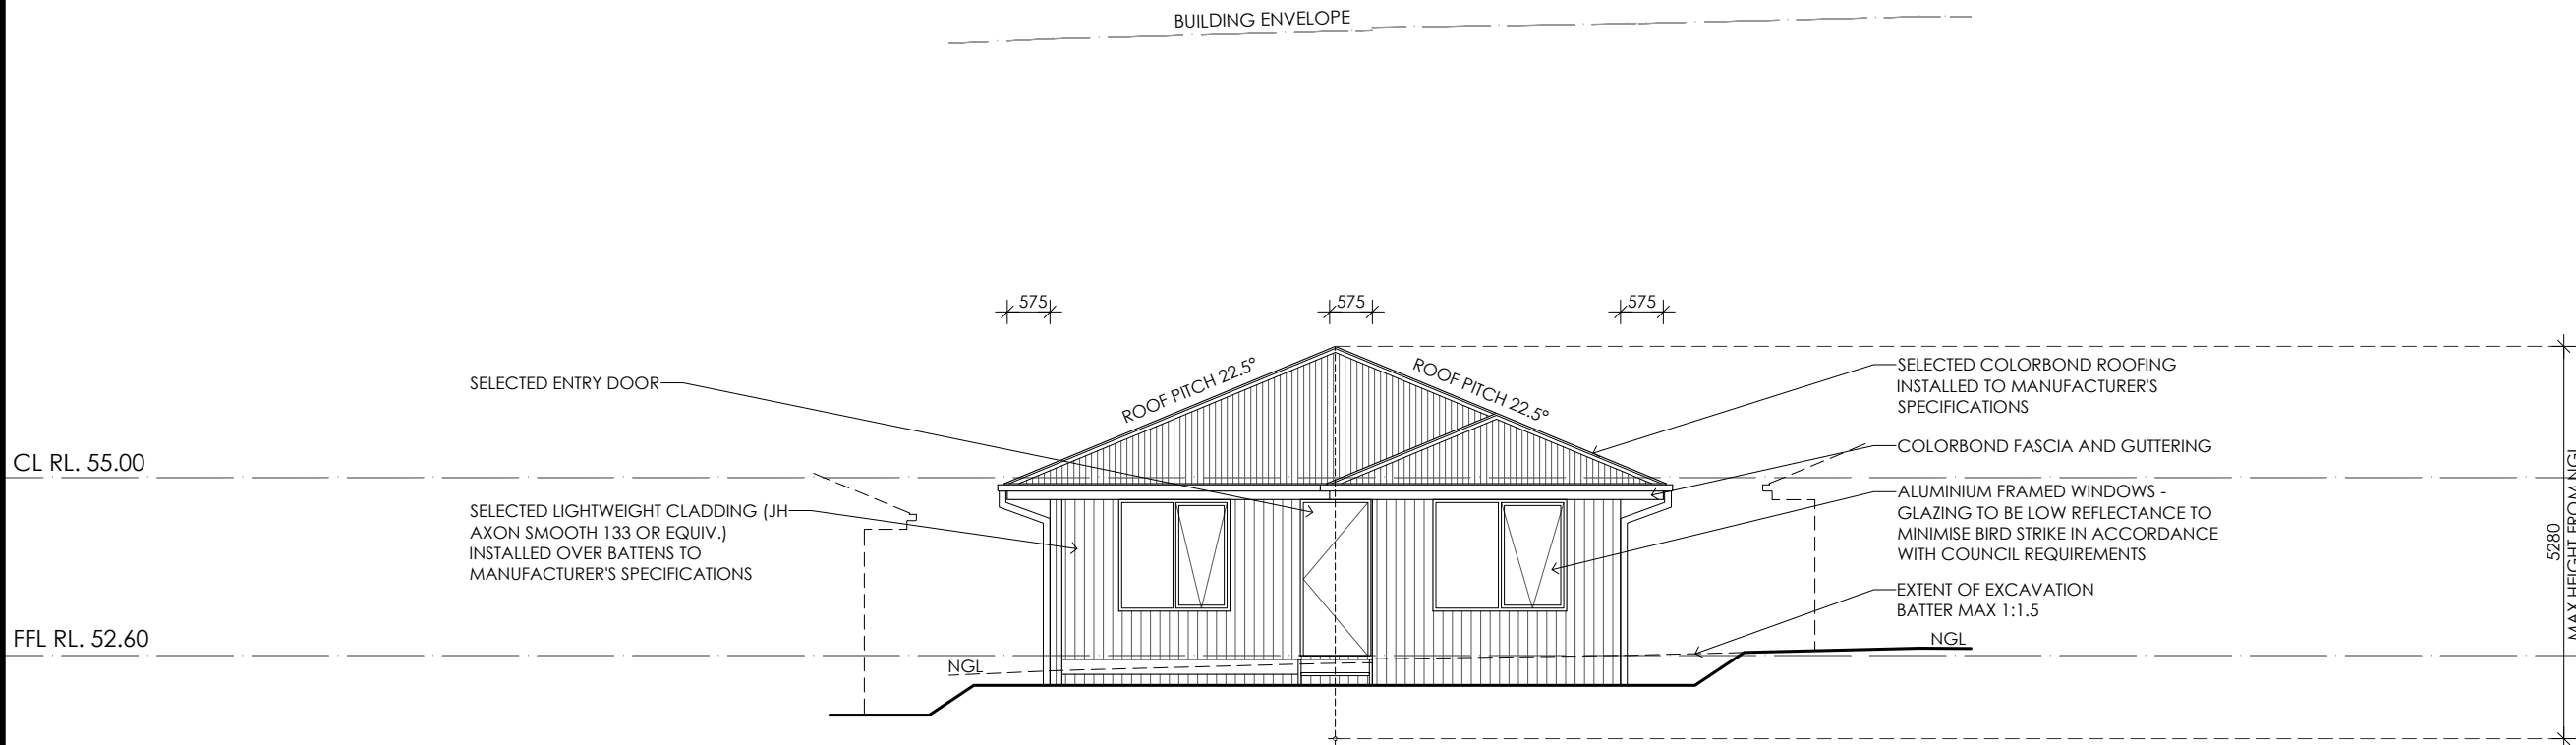 BUILDING ENVELOPE
575
575
575
ROOF PITCH 22.5°
ROOF PITCH 22.5°
SELECTED ENTRY DOOR
SELECTED COLORBOND ROOFING
INSTALLED TO MANUFACTURER'S
SPECIFICATIONS
COLORBOND FASCIA AND GUTTERING
CL RL. 55.00
SELECTED LIGHTWEIGHT CLADDING (JH
AXON SMOOTH 133 OR EQUIV.)
INSTALLED OVER BATTENS TO
MANUFACTURER'S SPECIFICATIONS
ALUMINIUM FRAMED WINDOWS -
GLAZING TO BE LOW REFLECTANCE TO
MINIMISE BIRD STRIKE IN ACCORDANCE
WITH COUNCIL REQUIREMENTS
EXTENT OF EXCAVATION
BATTER MAX 1:1.5
FFL RL. 52.60
NGL
NGL
5280
MAX HEIGHT FROM NGL